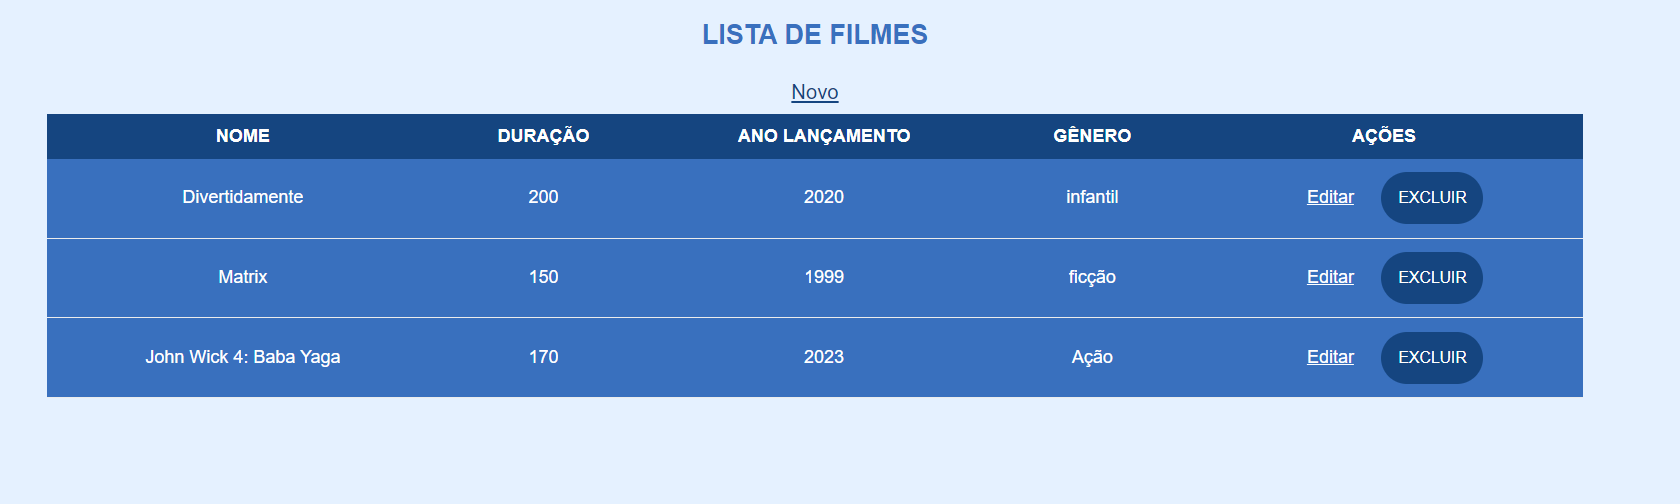 LISTA DE FILMES
Novo
NOME DURAÇÃO ANO LANÇAMENTO GÊNERO AÇÕES
Divertidamente 200 2020 infantil Editar EXCLUIR
Matrix 150 1999 ficção Editar EXCLUIR
John Wick 4: Baba Yaga 170 2023 Ação Editar EXCLUIR